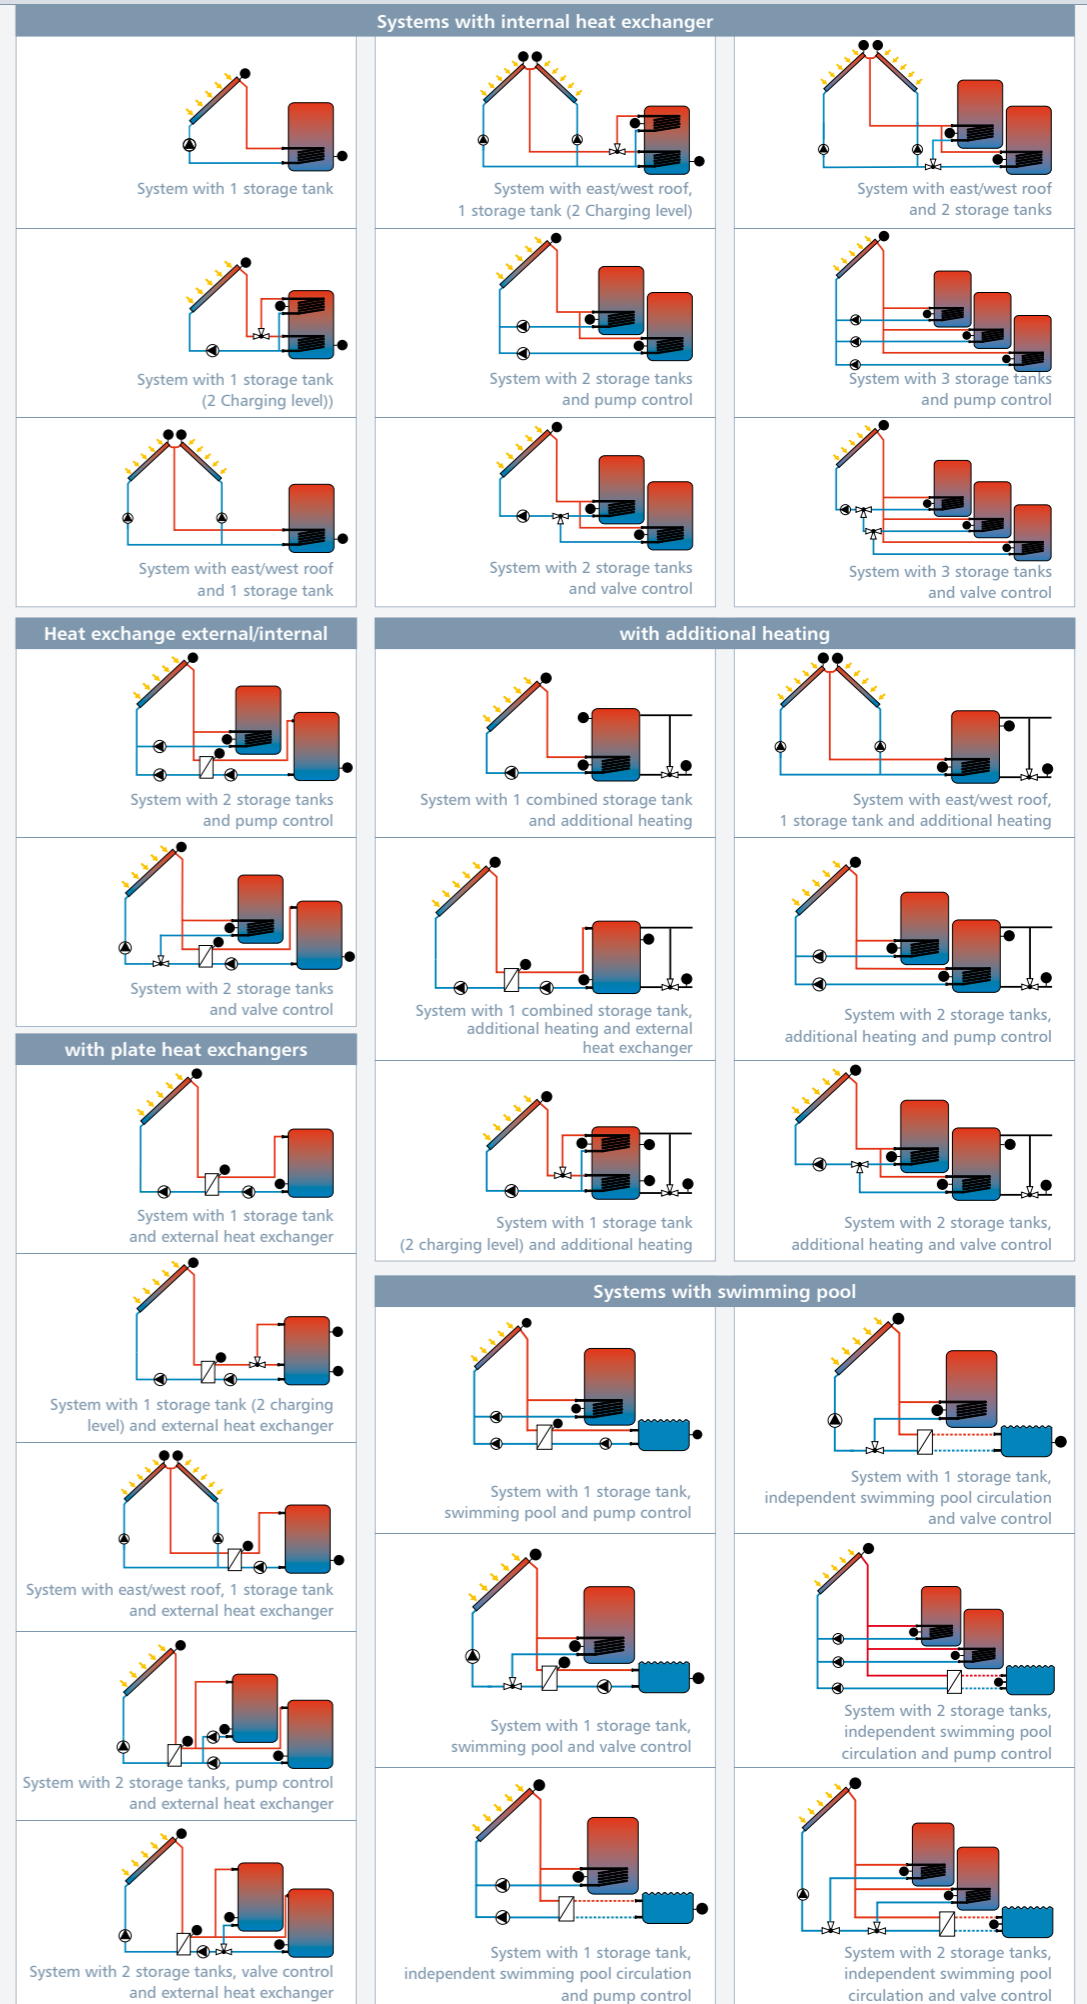 Systems with internal heat exchanger
System with 1 storage tank
System with east/west roof,
1 storage tank (2 Charging level)
System with east/west roof
and 2 storage tanks
System with 1 storage tank
(2 Charging level))
System with 2 storage tanks
and pump control
System with 3 storage tanks
and pump control
System with east/west roof
and 1 storage tank
System with 2 storage tanks
and valve control
System with 3 storage tanks
and valve control
Heat exchange external/internal
System with 2 storage tanks
and pump control
System with 2 storage tanks
and valve control
with plate heat exchangers
System with 1 storage tank
and external heat exchanger
System with 1 storage tank (2 charging
level) and external heat exchanger
System with east/west roof, 1 storage tank
and external heat exchanger
System with 2 storage tanks, pump control
and external heat exchanger
System with 2 storage tanks, valve control
and external heat exchanger
with additional heating
System with 1 combined storage tank
and additional heating
System with east/west roof,
1 storage tank and additional heating
System with 1 combined storage tank,
additional heating and external
heat exchanger
System with 2 storage tanks,
additional heating and pump control
System with 1 storage tank
(2 charging level) and additional heating
System with 2 storage tanks,
additional heating and valve control
Systems with swimming pool
System with 1 storage tank,
swimming pool and pump control
System with 1 storage tank,
independent swimming pool circulation
and valve control
System with 1 storage tank,
swimming pool and valve control
System with 2 storage tanks,
independent swimming pool
circulation and pump control
System with 1 storage tank,
independent swimming pool circulation
and pump control
System with 2 storage tanks,
independent swimming pool
circulation and valve control